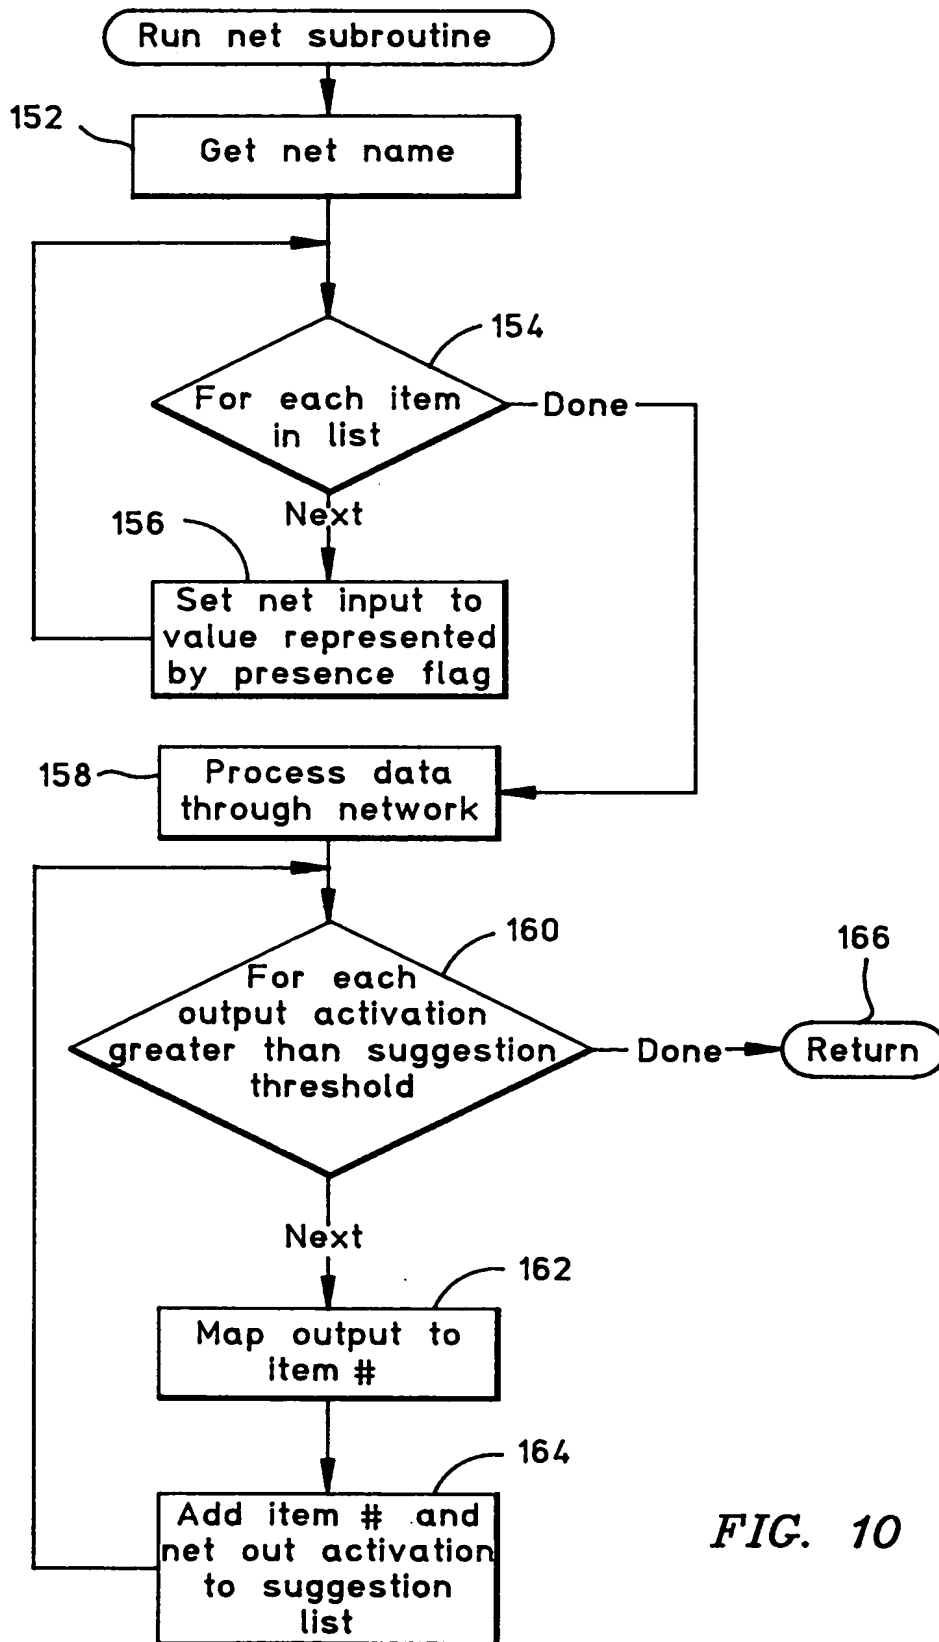 Run net subroutine
152
Get net name
154
For each item
in list
Done
Next
156
Set net input to
value represented
by presence flag
158
Process data
through network
160
For each
output activation
greater than suggestion
threshold
Done
166
Return
Next
162
Map output to
item #
164
Add item # and
net out activation
to suggestion
list
FIG. 10